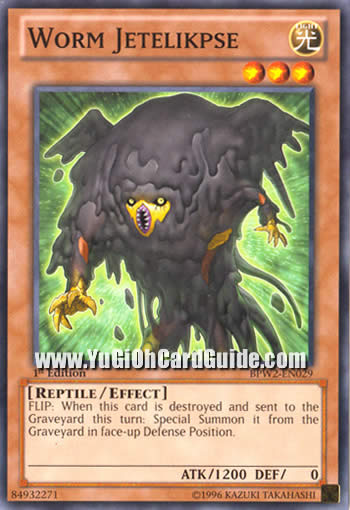 WORM JETELIKPSE
LIGHT
光
www.YuGiOhCardGuide.com
1st Edition
BPW2-EN029
[REPTILE/EFFECT]
FLIP: When this card is destroyed and sent to the
Graveyard this turn: Special Summon it from the
Graveyard in face-up Defense Position.
ATK/1200 DEF/ 0
84932271
©1996 KAZUKI TAKAHASHI